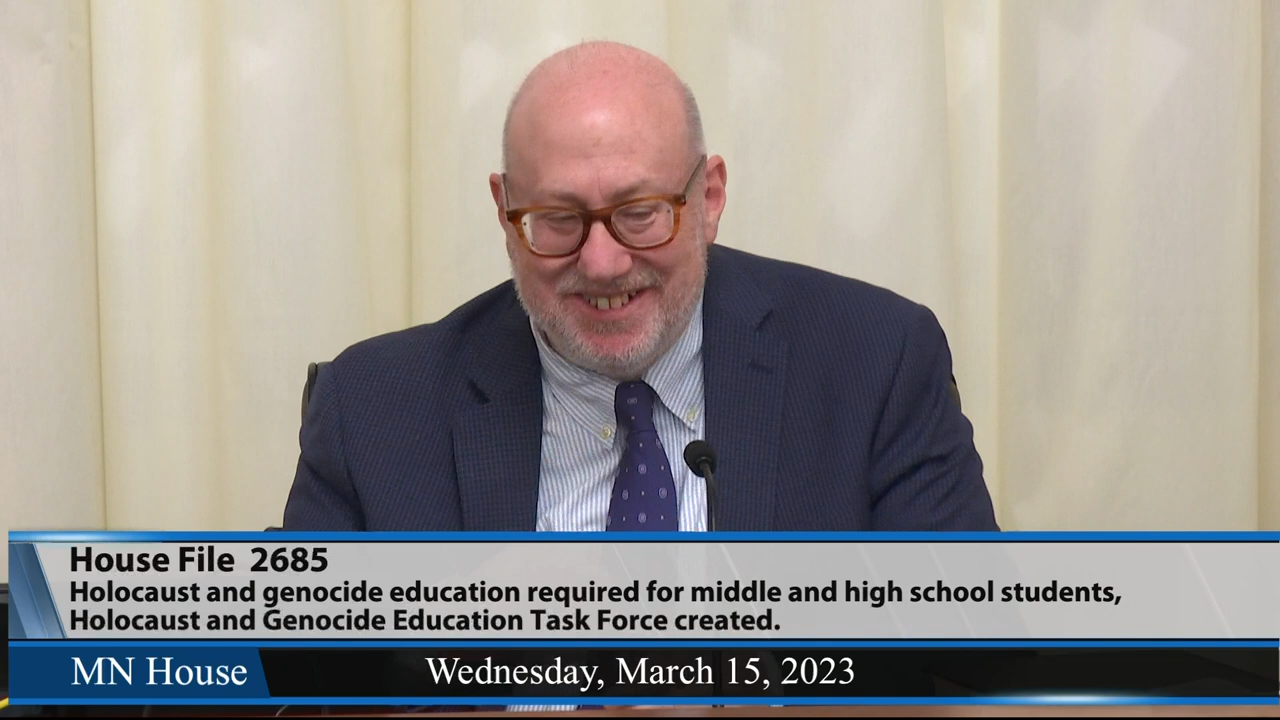 House File 2685
Holocaust and genocide education required for middle and high school students,
Holocaust and Genocide Education Task Force created.
MN House
Wednesday, March 15, 2023